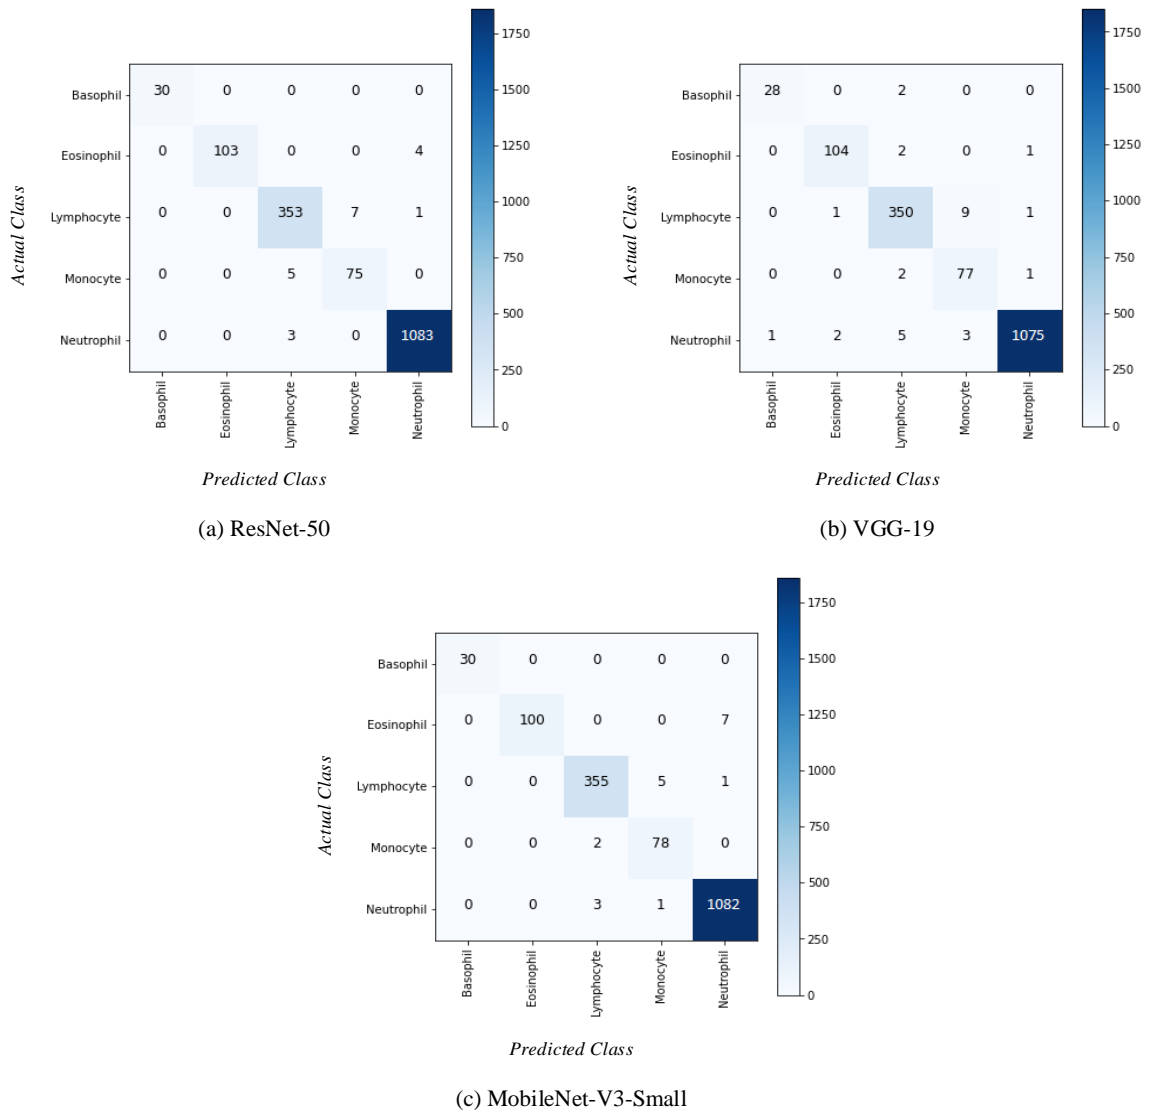 1750
1500
1250
1000
750
500
250
0
Actual Class
Basophil 30 0 0 0 0
Eosinophil 0 103 0 0 4
Lymphocyte 0 0 353 7 1
Monocyte 0 0 5 75 0
Neutrophil 0 0 3 0 1083
Basophil Eosinophil Lymphocyte Monocyte Neutrophil
Predicted Class
(a) ResNet-50
1750
1500
1250
1000
750
500
250
0
Actual Class
Basophil 28 0 2 0 0
Eosinophil 0 104 2 0 1
Lymphocyte 0 1 350 9 1
Monocyte 0 0 2 77 1
Neutrophil 1 2 5 3 1075
Basophil Eosinophil Lymphocyte Monocyte Neutrophil
Predicted Class
(b) VGG-19
1750
1500
1250
1000
750
500
250
0
Actual Class
Basophil 30 0 0 0 0
Eosinophil 0 100 0 0 7
Lymphocyte 0 0 355 5 1
Monocyte 0 0 2 78 0
Neutrophil 0 0 3 1 1082
Basophil Eosinophil Lymphocyte Monocyte Neutrophil
Predicted Class
(c) MobileNet-V3-Small